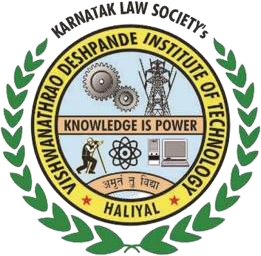 KARNATAK LAW SOCIETY's
VISHWANATHRAO DESHPANDE INSTITUTE OF TECHNOLOGY
KNOWLEDGE IS POWER
अमृतं तु विद्या
HALIYAL